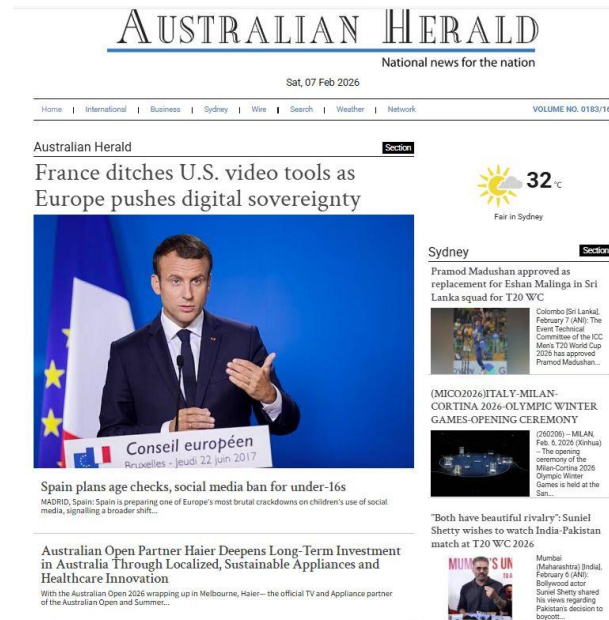 AUSTRALIAN HERALD
National news for the nation
Sat, 07 Feb 2026
Home | International | Business | Sydney | Wire | Search | Weather | Network
VOLUME NO. 0183/16
Australian Herald
Section
France ditches U.S. video tools as
Europe pushes digital sovereignty
Conseil européen
Bruxelles - jeudi 22 juin 2017
Spain plans age checks, social media ban for under-16s
MADRID, Spain: Spain is preparing one of Europe's most brutal crackdowns on children's use of social
media, signalling a broader shift...
Australian Open Partner Haier Deepens Long-Term Investment
in Australia Through Localized, Sustainable Appliances and
Healthcare Innovation
With the Australian Open 2026 wrapping up in Melbourne, Haier— the official TV and Appliance partner
of the Australian Open and Summer...
32 °C
Fair in Sydney
Sydney
Section
Pramod Madushan approved as
replacement for Eshan Malinga in Sri
Lanka squad for T20 WC
Colombo [Sri Lanka],
February 7 (ANI): The
Event Technical
Committee of the ICC
Men's T20 World Cup
2026 has approved
Pramod Madushan...
(MICO2026)ITALY-MILAN-
CORTINA 2026-OLYMPIC WINTER
GAMES-OPENING CEREMONY
(260206) -- MILAN,
Feb. 6, 2026 (Xinhua)
-- The opening
ceremony of the
Milan-Cortina 2026
Olympic Winter
Games is held at the
San...
"Both have beautiful rivalry": Suniel
Shetty wishes to watch India-Pakistan
match at T20 WC 2026
Mumbai
(Maharashtra) [India],
February 6 (ANI):
Bollywood actor
Suniel Shetty shared
his views regarding
Pakistan's decision to
boycott...